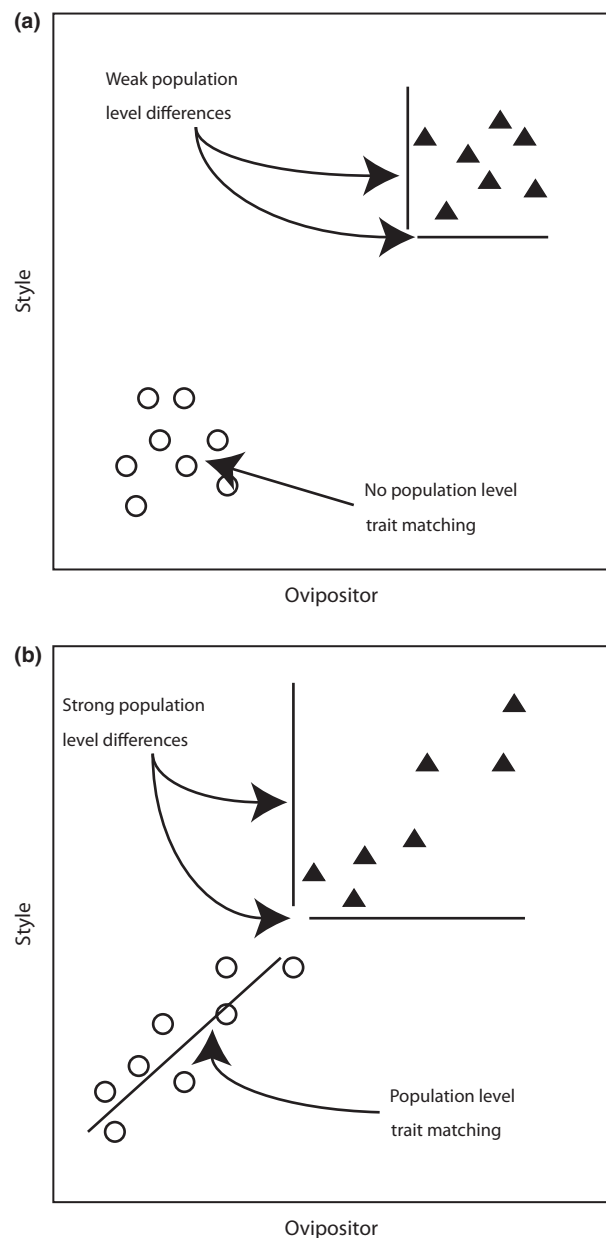 (a)
Weak population
level differences
Style
No population level
trait matching
Ovipositor
(b)
Strong population
level differences
Style
Population level
trait matching
Ovipositor